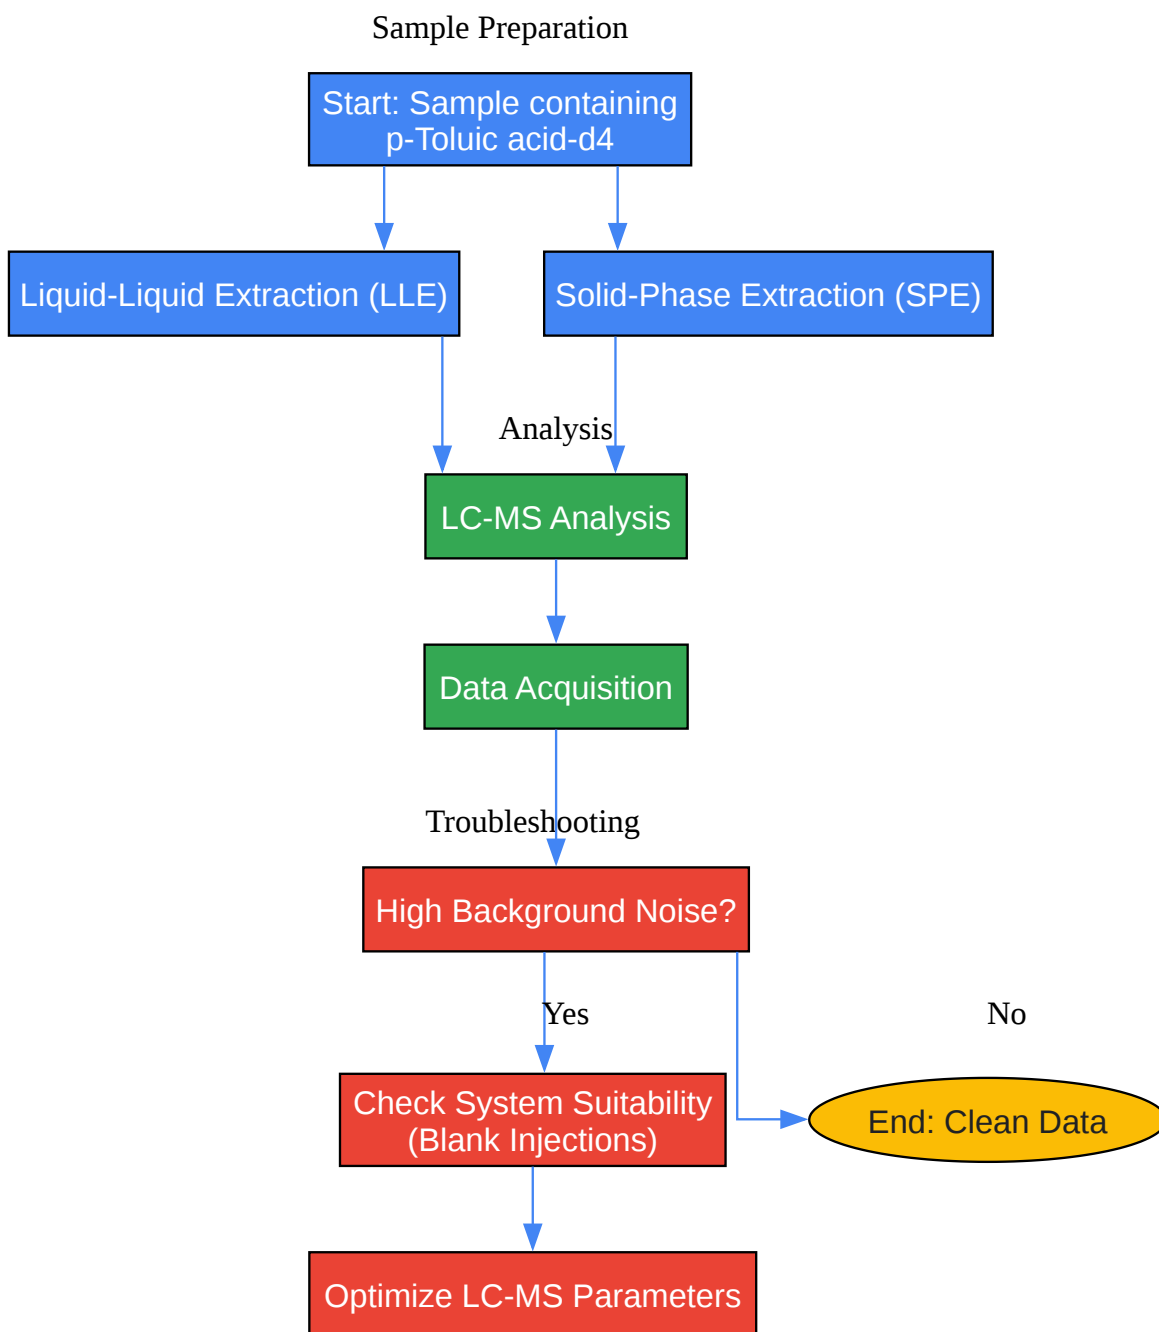 Sample Preparation
Start: Sample containing
p-Toluic acid-d4
Liquid-Liquid Extraction (LLE)
Solid-Phase Extraction (SPE)
Analysis
LC-MS Analysis
Data Acquisition
Troubleshooting
High Background Noise?
Yes
No
Check System Suitability
(Blank Injections)
End: Clean Data
Optimize LC-MS Parameters